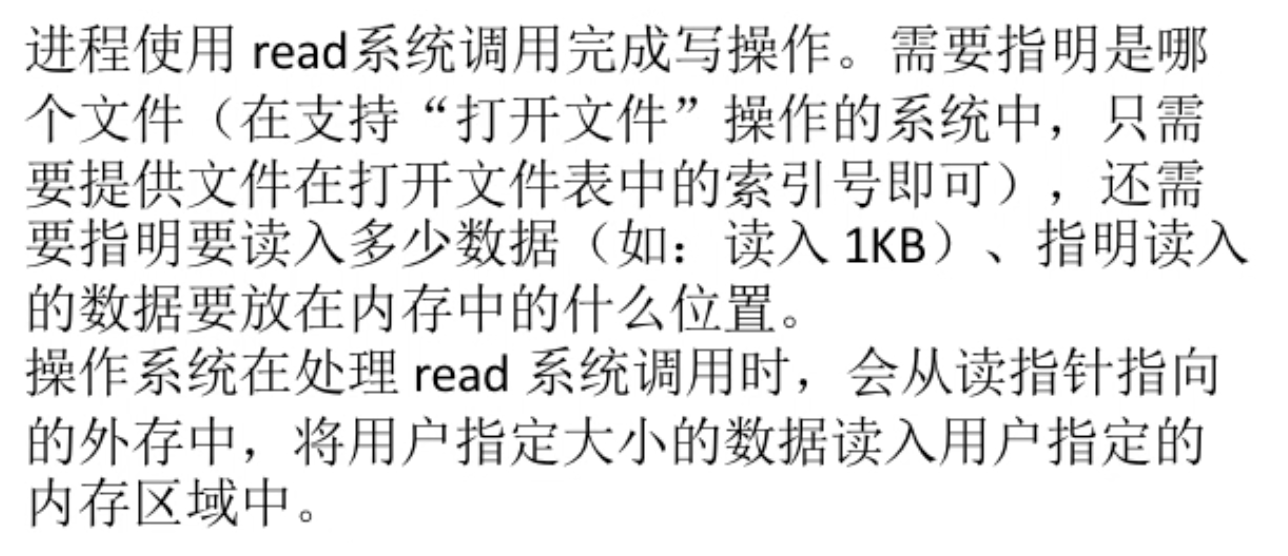 进程使用 read系统调用完成写操作。需要指明是哪
个文件（在支持“打开文件”操作的系统中，只需
要提供文件在打开文件表中的索引号即可），还需
要指明要读入多少数据（如：读入 1KB）、指明读入
的数据要放在内存中的什么位置。
操作系统在处理 read 系统调用时，会从读指针指向
的外存中，将用户指定大小的数据读入用户指定的
内存区域中。